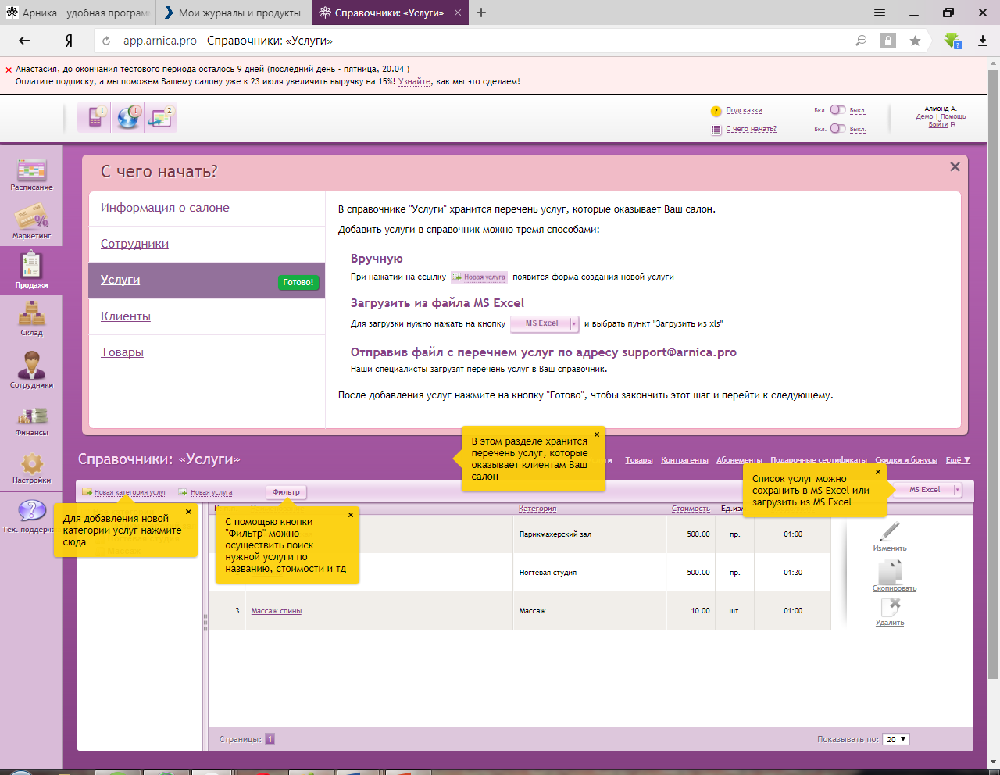 Арника - удобная програм
Мои журналы и продукты
Справочники: «Услуги»
Я
app.arnica.pro Справочники: «Услуги»
Анастасия, до окончания тестового периода осталось 9 дней (последний день - пятница, 20.04 )
Оплатите подписку, а мы поможем Вашему салону уже к 23 июля увеличить выручку на 15%! Узнайте, как мы это сделаем!
! ! 2
? Подсказки Вкл. Выкл.
С чего начать? Вкл. Выкл.
Алмонд А.
Демо | Помощь
Выйти
Расписание
Маркетинг
Продажи
Склад
Сотрудники
Финансы
Настройки
Тех. поддержк
С чего начать?
Информация о салоне
Сотрудники
Услуги Готово!
Клиенты
Товары
В справочнике "Услуги" хранится перечень услуг, которые оказывает Ваш салон.
Добавить услуги в справочник можно тремя способами:
Вручную
При нажатии на ссылку Новая услуга появится форма создания новой услуги
Загрузить из файла MS Excel
Для загрузки нужно нажать на кнопку MS Excel и выбрать пункт "Загрузить из xls"
Отправив файл с перечнем услуг по адресу support@arnica.pro
Наши специалисты загрузят перечень услуг в Ваш справочник.
После добавления услуг нажмите на кнопку "Готово", чтобы закончить этот шаг и перейти к следующему.
Справочники: «Услуги»
В этом разделе хранится
перечень услуг, которые
оказывает клиентам Ваш
салон
Товары Контрагенты Абонементы Подарочные сертификаты Скидки и бонусы Ещё ▼
Новая категория услуг Новая услуга Фильтр
Список услуг можно
сохранить в MS Excel или
загрузить из MS Excel
MS Excel
Для добавления новой
категории услуг нажмите
сюда
С помощью кнопки
"Фильтр" можно
осуществить поиск
нужной услуги по
названию, стоимости и тд
Категория Стоимость Ед.изм
Парикмахерский зал 500.00 пр. 01:00
Ногтевая студия 500.00 пр. 01:30
3 Массаж спины Массаж 10.00 шт. 01:00
Изменить
Скопировать
Удалить
Страницы: 1
Показывать по: 20